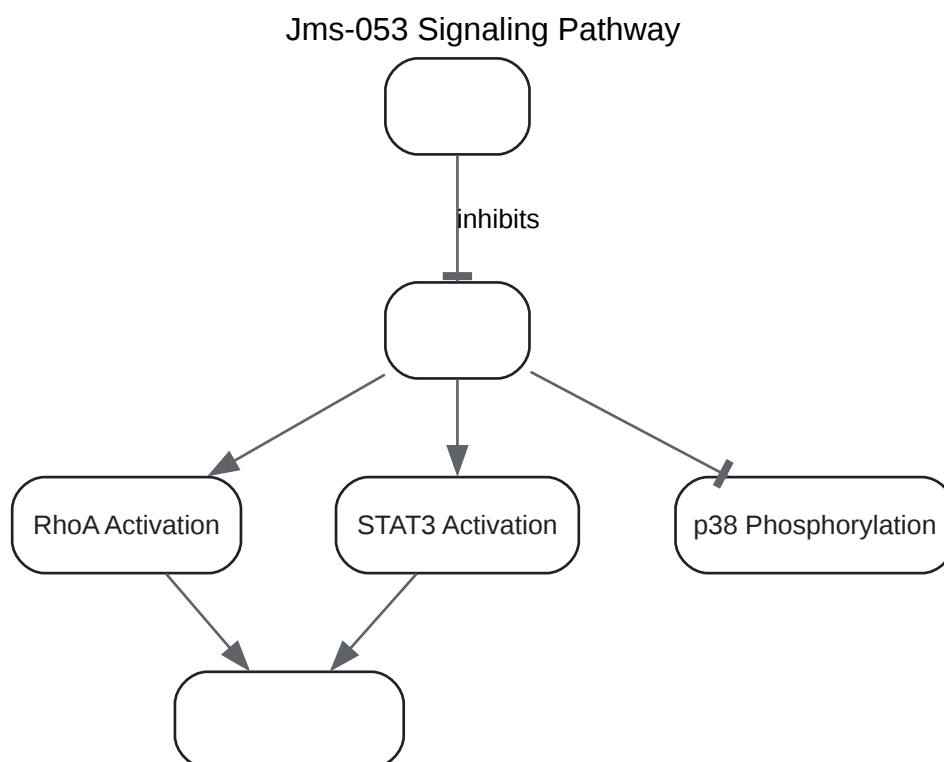 Jms-053 Signaling Pathway
inhibits
RhoA Activation
STAT3 Activation
p38 Phosphorylation